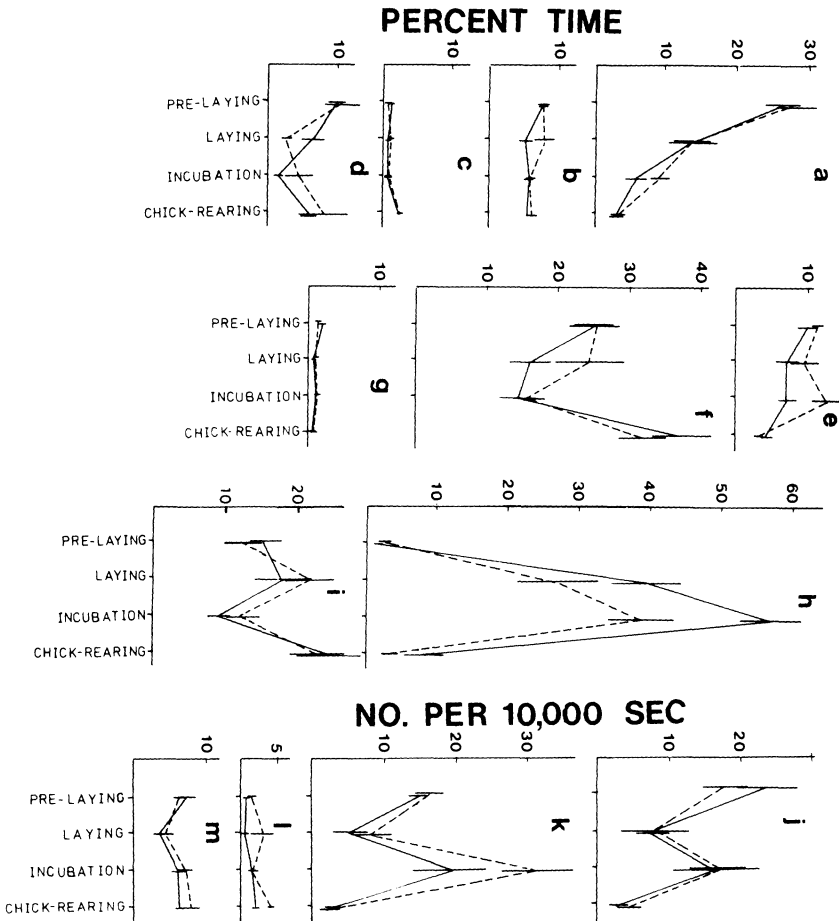 PERCENT TIME
10
10
10
10
20
30
PRE-LAYING
LAYING
INCUBATION
CHICK-REARING
d
c
b
a
10
10
20
30
40
10
PRE-LAYING
LAYING
INCUBATION
CHICK-REARING
g
f
e
10
20
10
20
30
40
50
60
PRE-LAYING
LAYING
INCUBATION
CHICK-REARING
i
h
NO. PER 10,000 SEC
10
5
10
20
30
10
20
PRE-LAYING
LAYING
INCUBATION
CHICK-REARING
m
l
k
j